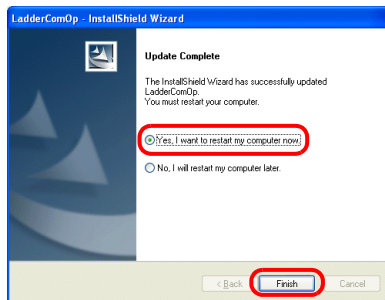 LadderComOp - InstallShield Wizard
Update Complete
The InstallShield Wizard has successfully updated
LadderComOp.
You must restart your computer.
Yes, I want to restart my computer now.
No, I will restart my computer later.
< Back Finish Cancel